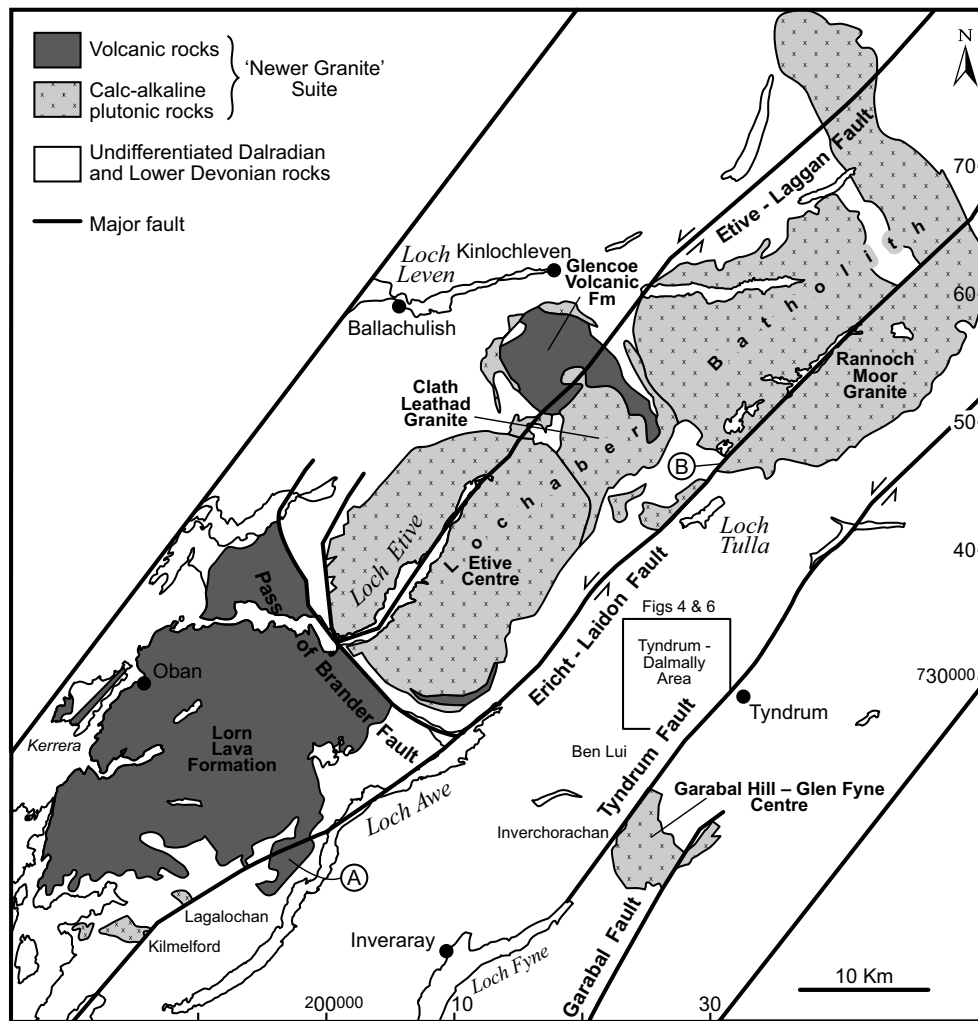 Volcanic rocks
Calc-alkaline
plutonic rocks
'Newer Granite'
Suite
Undifferentiated Dalradian
and Lower Devonian rocks
Major fault
N
70
60
50
40
730000
Etive - Laggan Fault
Loch
Leven
Kinlochleven
Ballachulish
Glencoe
Volcanic
Fm
Clath
Leathad
Granite
Lochaber Batholith
Rannoch
Moor
Granite
B
Loch
Tulla
Loch Etive
Etive
Centre
Pass of Brander Fault
Ericht - Laidon Fault
Figs 4 & 6
Tyndrum -
Dalmally
Area
Tyndrum
Oban
Kerrera
Lorn
Lava
Formation
Ben Lui
Tyndrum Fault
Loch Awe
Garabal Hill – Glen Fyne
Centre
Inverchorachan
A
Lagalochan
Kilmelford
Inveraray
Loch Fyne
Garabal Fault
10 Km
200000
10
30